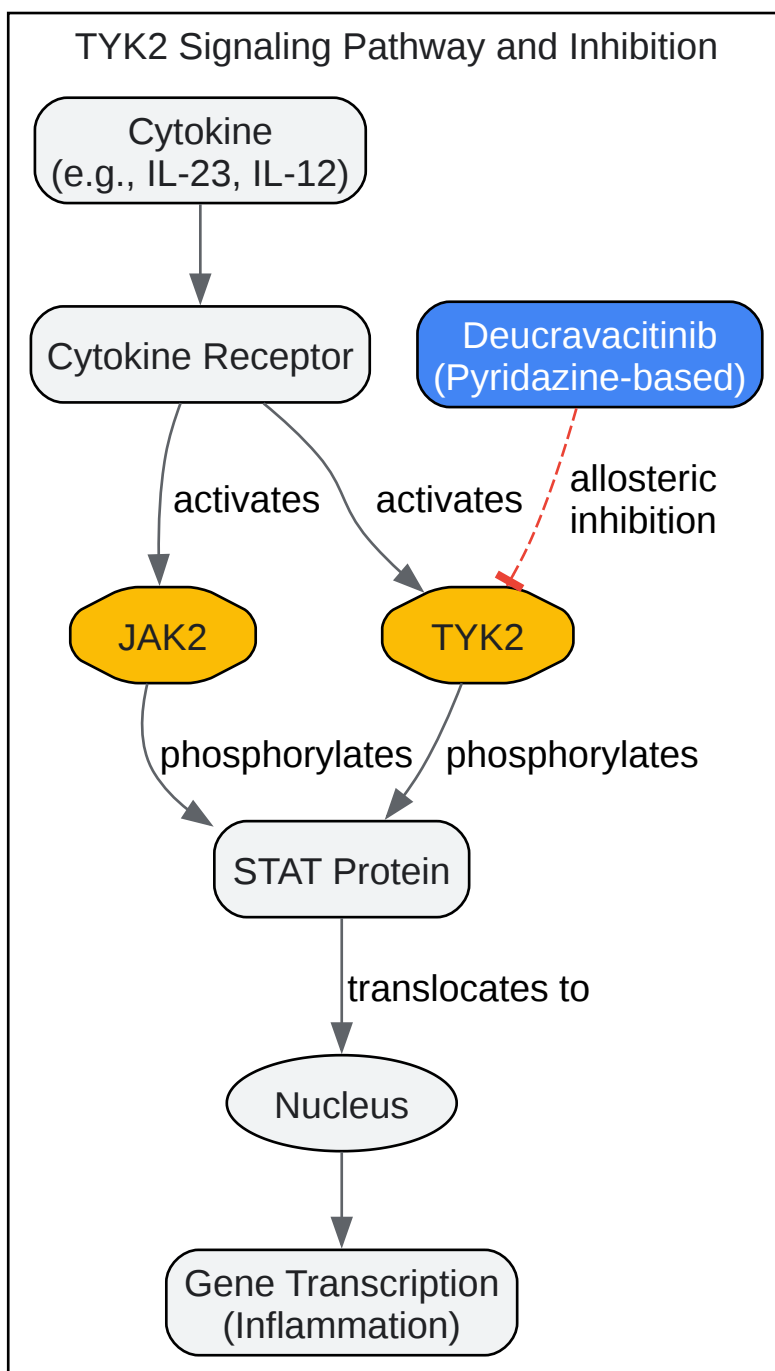 TYK2 Signaling Pathway and Inhibition
Cytokine
(e.g., IL-23, IL-12)
Cytokine Receptor
Deucravacitinib
(Pyridazine-based)
activates
activates
allosteric
inhibition
JAK2
TYK2
phosphorylates
phosphorylates
STAT Protein
translocates to
Nucleus
Gene Transcription
(Inflammation)